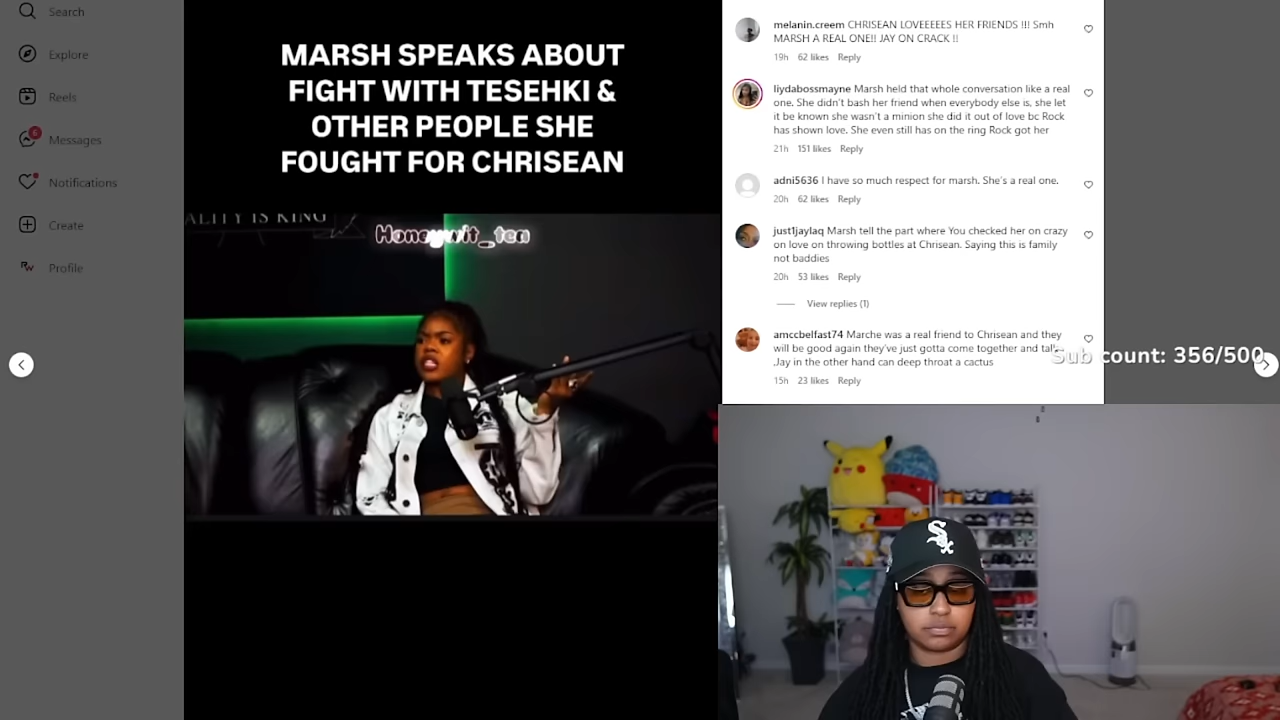 Search
Explore
Reels
6
Messages
Notifications
Create
Profile
MARSH SPEAKS ABOUT
FIGHT WITH TESEHKI &
OTHER PEOPLE SHE
FOUGHT FOR CHRISEAN
ALITY IS KING
Honeywit_tea
melanin.creem CHRISEAN LOVEEEEES HER FRIENDS !!! Smh
MARSH A REAL ONE!! JAY ON CRACK !!
19h 62 likes Reply
liydabossmayne Marsh held that whole conversation like a real
one. She didn't bash her friend when everybody else is, she let
it be known she wasn't a minion she did it out of love bc Rock
has shown love. She even still has on the ring Rock got her
21h 151 likes Reply
adni5636 I have so much respect for marsh. She's a real one.
20h 62 likes Reply
just1jaylaq Marsh tell the part where You checked her on crazy
on love on throwing bottles at Chrisean. Saying this is family
not baddies
20h 53 likes Reply
View replies (1)
amccbelfast74 Marche was a real friend to Chrisean and they
will be good again they've just gotta come together and talk.
Jay in the other hand can deep throat a cactus
15h 23 likes Reply
Sub count: 356/500